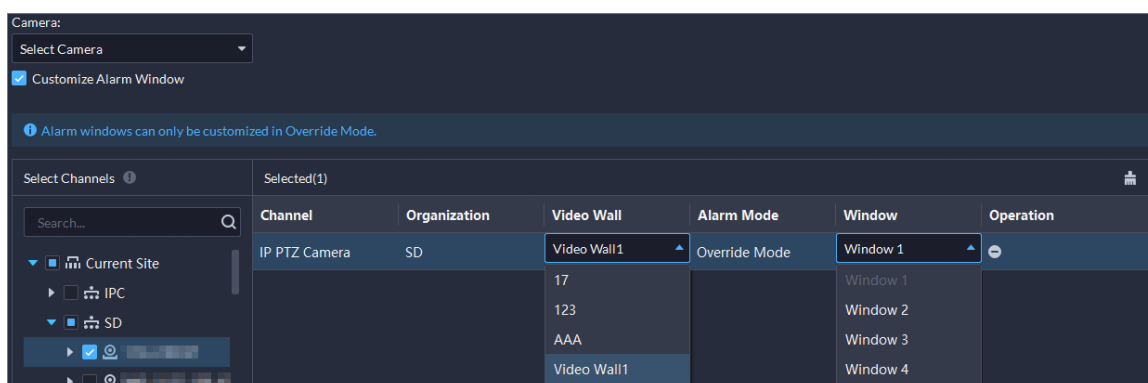 Camera:
Select Camera
Customize Alarm Window
Alarm windows can only be customized in Override Mode.
Select Channels
Selected(1)
Search...
Channel Organization Video Wall Alarm Mode Window Operation
IP PTZ Camera SD Video Wall1 Override Mode Window 1
Current Site
IPC
SD
17
123
AAA
Video Wall1
Window 1
Window 2
Window 3
Window 4